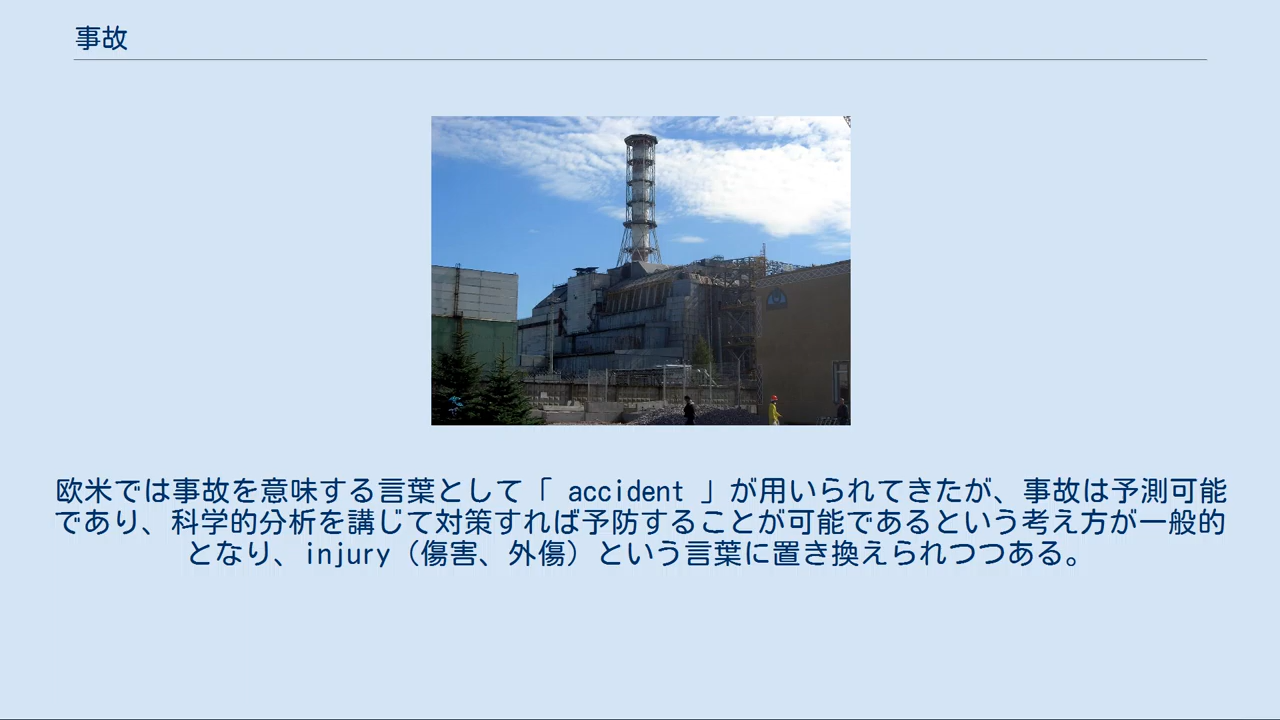 事故
欧米では事故を意味する言葉として「 accident 」が用いられてきたが、事故は予測可能
であり、科学的分析を講じて対策すれば予防することが可能であるという考え方が一般的
となり、injury（傷害、外傷）という言葉に置き換えられつつある。